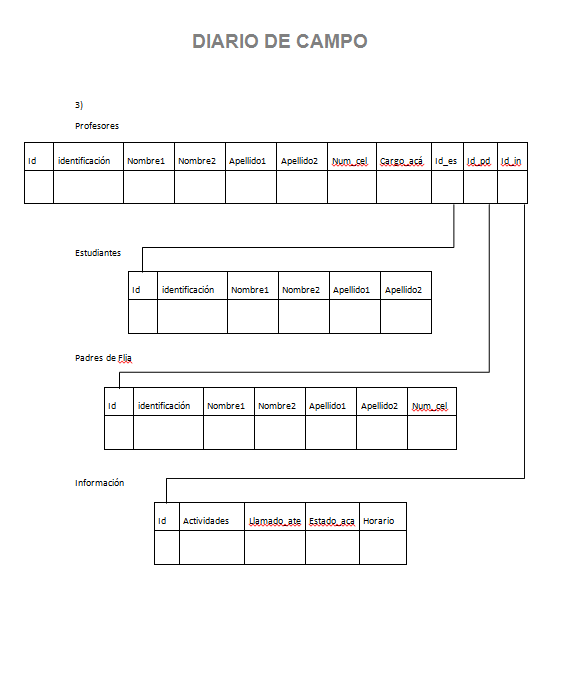 DIARIO DE CAMPO
3)
Profesores
Id identificación Nombre1 Nombre2 Apellido1 Apellido2 Num_cel Cargo_acá Id_es Id_pd Id_in
Estudiantes
Id identificación Nombre1 Nombre2 Apellido1 Apellido2
Padres de Flia
Id identificación Nombre1 Nombre2 Apellido1 Apellido2 Num_cel
Información
Id Actividades Llamado_ate Estado_aca Horario